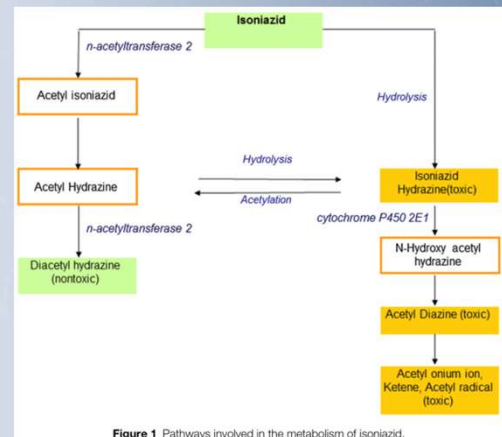 Isoniazid
n-acetyltransferase 2
Acetyl isoniazid
Hydrolysis
Acetyl Hydrazine
Hydrolysis
Acetylation
Isoniazid
Hydrazine(toxic)
n-acetyltransferase 2
cytochrome P450 2E1
Diacetyl hydrazine
(nontoxic)
N-Hydroxy acetyl
hydrazine
Acetyl Diazine (toxic)
Acetyl onium ion,
Ketene, Acetyl radical
(toxic)
Figure 1 Pathways involved in the metabolism of isoniazid.